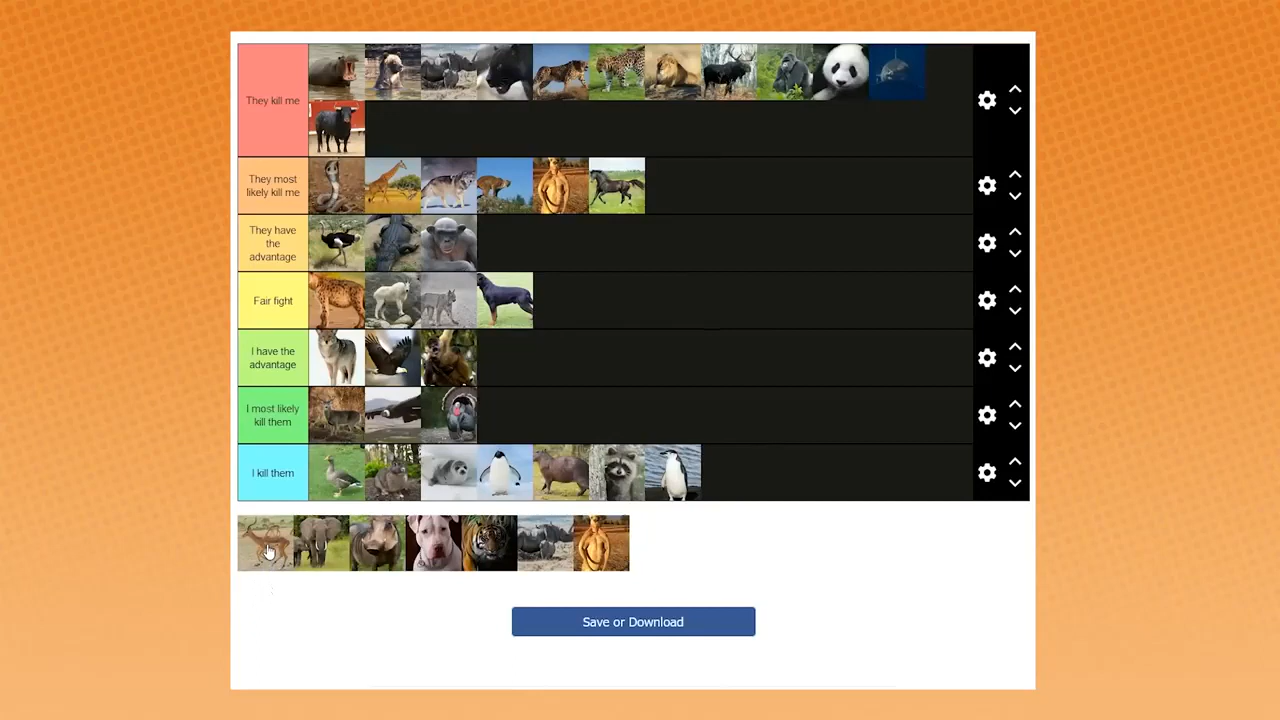 They kill me
They most
likely kill me
They have
the
advantage
Fair fight
I have the
advantage
I most likely
kill them
I kill them
Save or Download